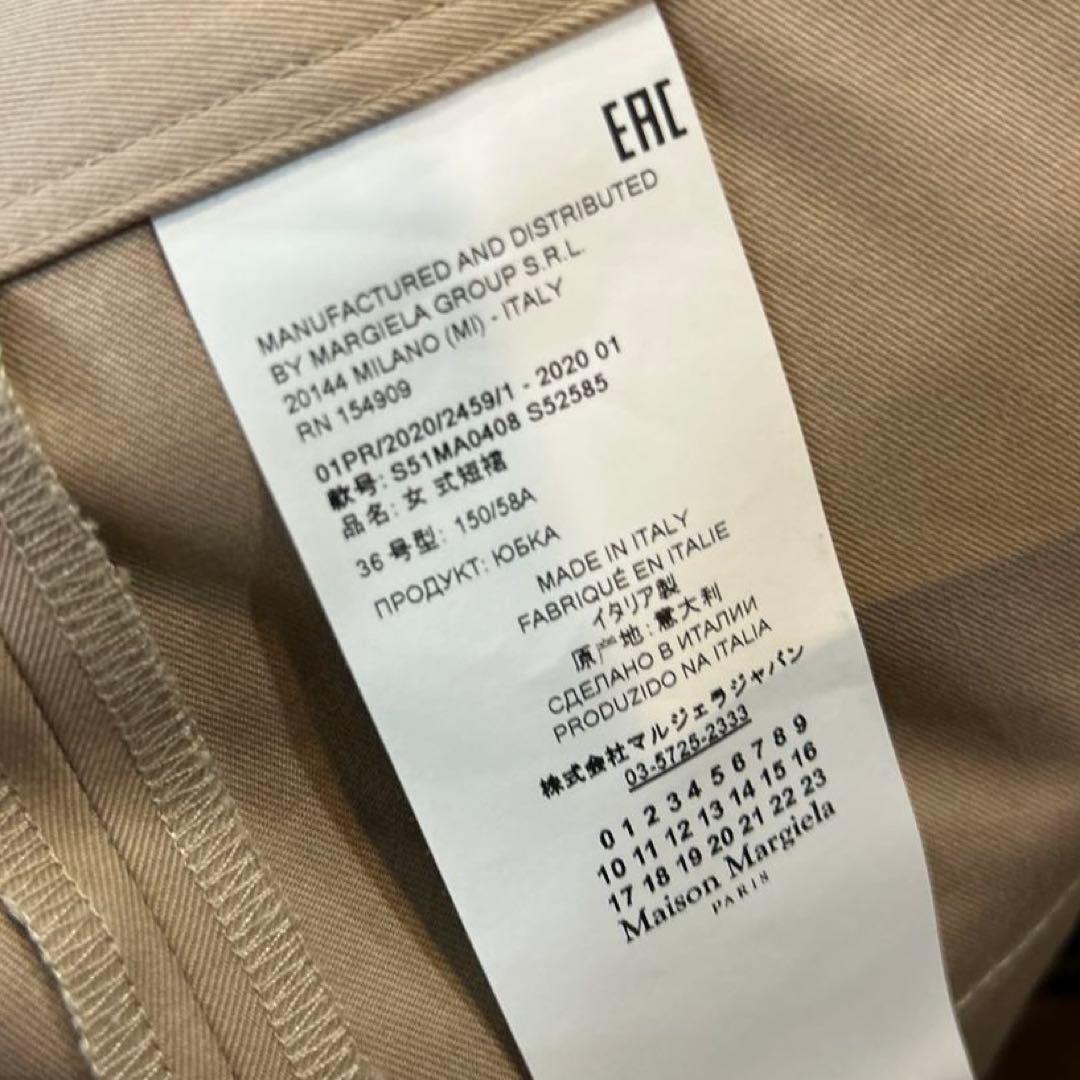 EAC
MANUFACTURED AND DISTRIBUTED
BY MARGIELA GROUP S.R.L.
20144 MILANO (MI) - ITALY
RN 154909
01PR/2020/2459/1 - 2020 01
款号: S51MA0408 S52585
品名: 女 式短裙
36 号型: 150/58A
ПРОДУКТ: ЮБКА
MADE IN ITALY
FABRIQUÉ EN ITALIE
イタリア製
原产地: 意大利
СДЕЛАНО В ИТАЛИИ
PRODUZIDO NA ITALIA
株式会社マルジェラジャパン
03-5725-2333
0 1 2 3 4 5 6 7 8 9
10 11 12 13 14 15 16
17 18 19 20 21 22 23
Maison Margiela
PARIS